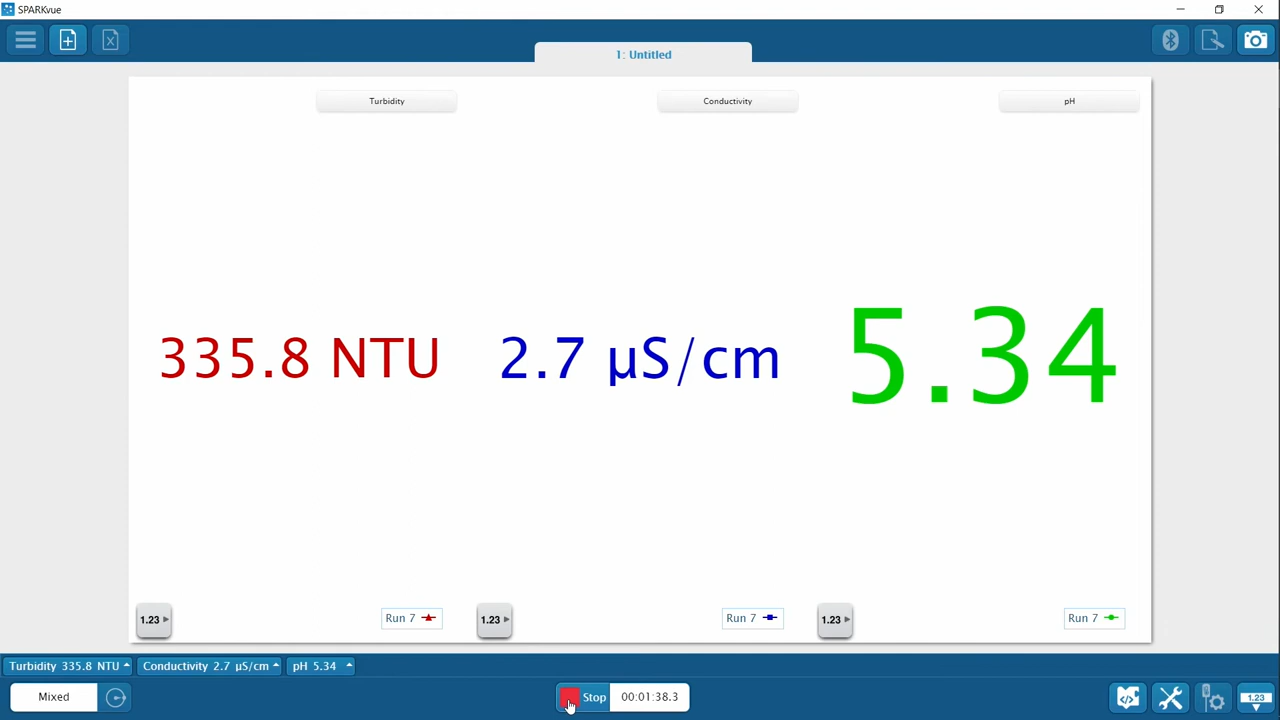 SPARKvue
1: Untitled
Turbidity
Conductivity
pH
335.8 NTU
2.7 µS/cm
5.34
1.23
Run 7
1.23
Run 7
1.23
Run 7
Turbidity 335.8 NTU
Conductivity 2.7 µS/cm
pH 5.34
Mixed
Stop
00:01:38.3
1.23